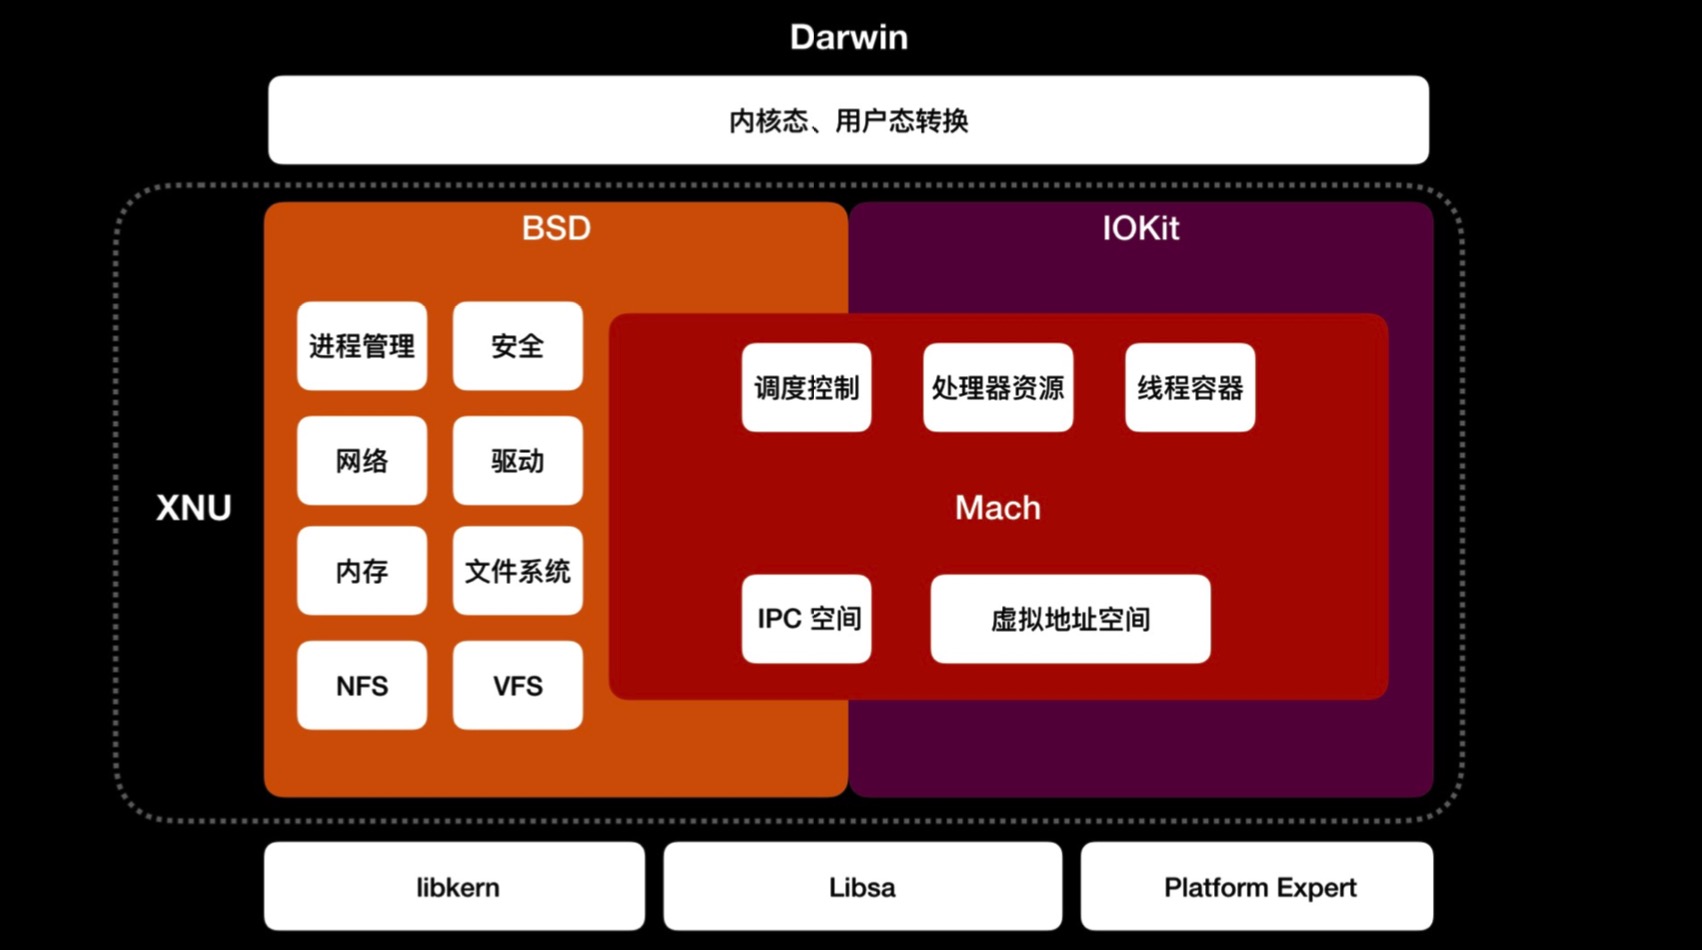 Darwin
内核态、用户态转换
BSD
IOKit
进程管理
安全
调度控制
处理器资源
线程容器
网络
驱动
XNU
Mach
内存
文件系统
IPC 空间
虚拟地址空间
NFS
VFS
libkern
Libsa
Platform Expert